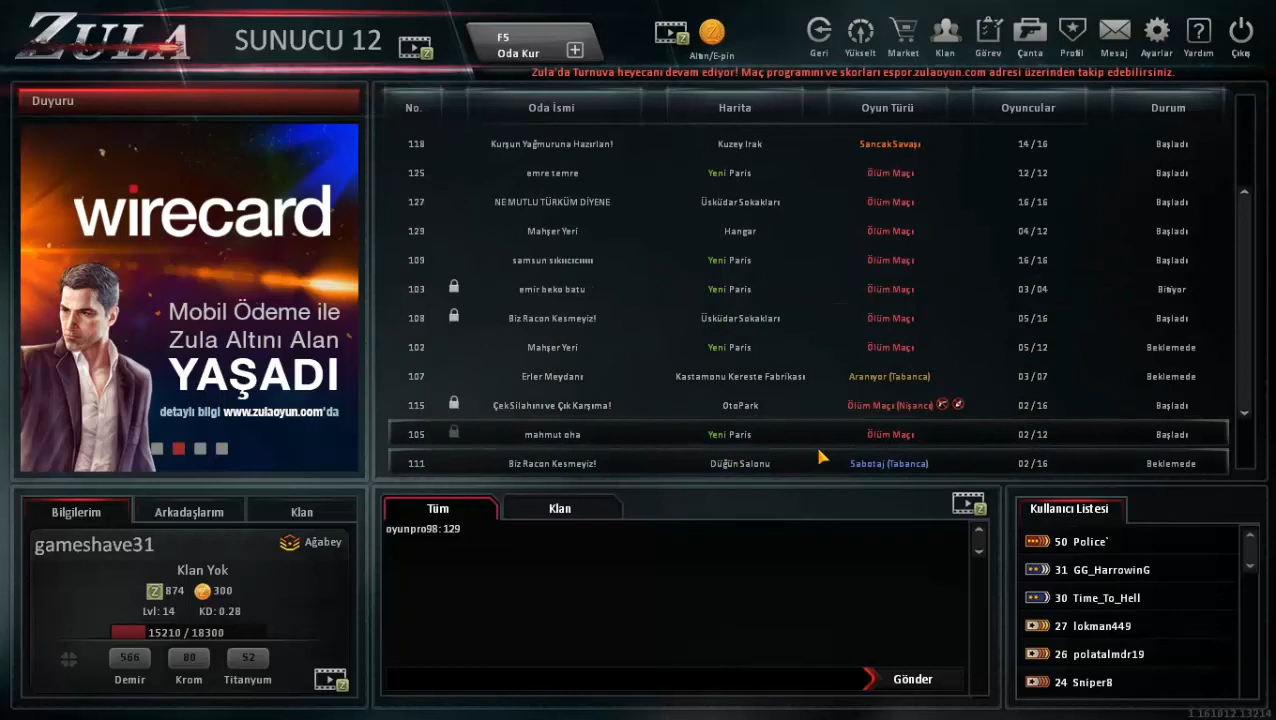 ZULA
SUNUCU 12
F5
Oda Kur
Altın/E-pin
Geri
Yükselt
Market
Klan
Görev
Çanta
Profil
Mesaj
Ayarlar
Yardım
Çıkış
Zula'da Turnuva heyecanı devam ediyor! Maç programını ve skorları espor.zulaoyun.com adresi üzerinden takip edebilirsiniz.
Duyuru
wirecard
Mobil Ödeme ile
Zula Altını Alan
YAŞADI
detaylı bilgi www.zulaoyun.com'da
No. Oda İsmi Harita Oyun Türü Oyuncular Durum
118 Kurşun Yağmuruna Hazırlan! Kuzey Irak Sancak Savaşı 14 / 16 Başladı
125 emre temre Yeni Paris Ölüm Maçı 12 / 12 Başladı
127 NE MUTLU TÜRKÜM DİYENE Üsküdar Sokakları Ölüm Maçı 16 / 16 Başladı
129 Mahşer Yeri Hangar Ölüm Maçı 04 / 12 Başladı
109 samsun Yeni Paris Ölüm Maçı 16 / 16 Başladı
103 emir beko batu Yeni Paris Ölüm Maçı 03 / 04 Bitiyor
108 Biz Racon Kesmeyiz! Üsküdar Sokakları Ölüm Maçı 05 / 16 Başladı
102 Mahşer Yeri Yeni Paris Ölüm Maçı 05 / 12 Beklemede
107 Erler Meydanı Kastamonu Kereste Fabrikası Aranıyor (Tabanca) 03 / 07 Beklemede
115 Çek Silahını ve Çık Karşıma! OtoPark Ölüm Maçı (Nişancı) 02 / 16 Başladı
105 mahmut oha Yeni Paris Ölüm Maçı 02 / 12 Başladı
111 Biz Racon Kesmeyiz! Düğün Salonu Sabotaj (Tabanca) 02 / 16 Beklemede
Bilgilerim Arkadaşlarım Klan
gameshave31 Ağabey
Klan Yok
Z 874 300
Lvl: 14 KD: 0.28
15210 / 18300
566 80 52
Demir Krom Titanyum
Tüm Klan
oyunpro98: 129
Gönder
Kullanıcı Listesi
50 Police`
31 GG_HarrowinG
30 Time_To_Hell
27 lokman449
26 polatalmdr19
24 Sniper8
1 161012 13214